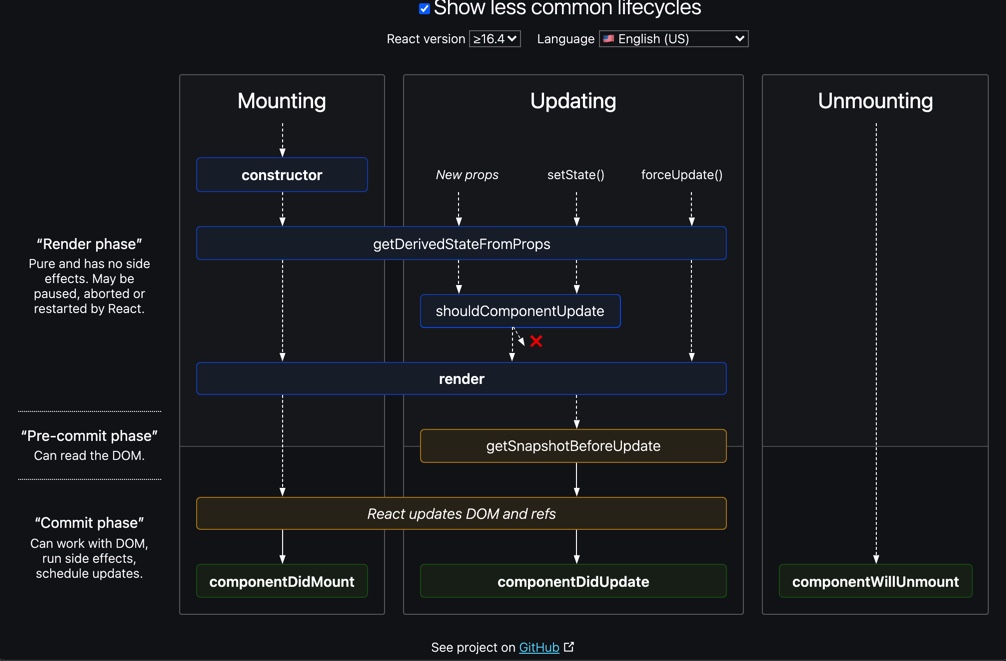 Show less common lifecycles
React version ≥16.4 Language 🇺🇸 English (US)
Mounting
Updating
Unmounting
constructor
New props
setState()
forceUpdate()
“Render phase”
Pure and has no side
effects. May be
paused, aborted or
restarted by React.
getDerivedStateFromProps
shouldComponentUpdate
render
“Pre-commit phase”
Can read the DOM.
getSnapshotBeforeUpdate
“Commit phase”
Can work with DOM,
run side effects,
schedule updates.
React updates DOM and refs
componentDidMount
componentDidUpdate
componentWillUnmount
See project on GitHub